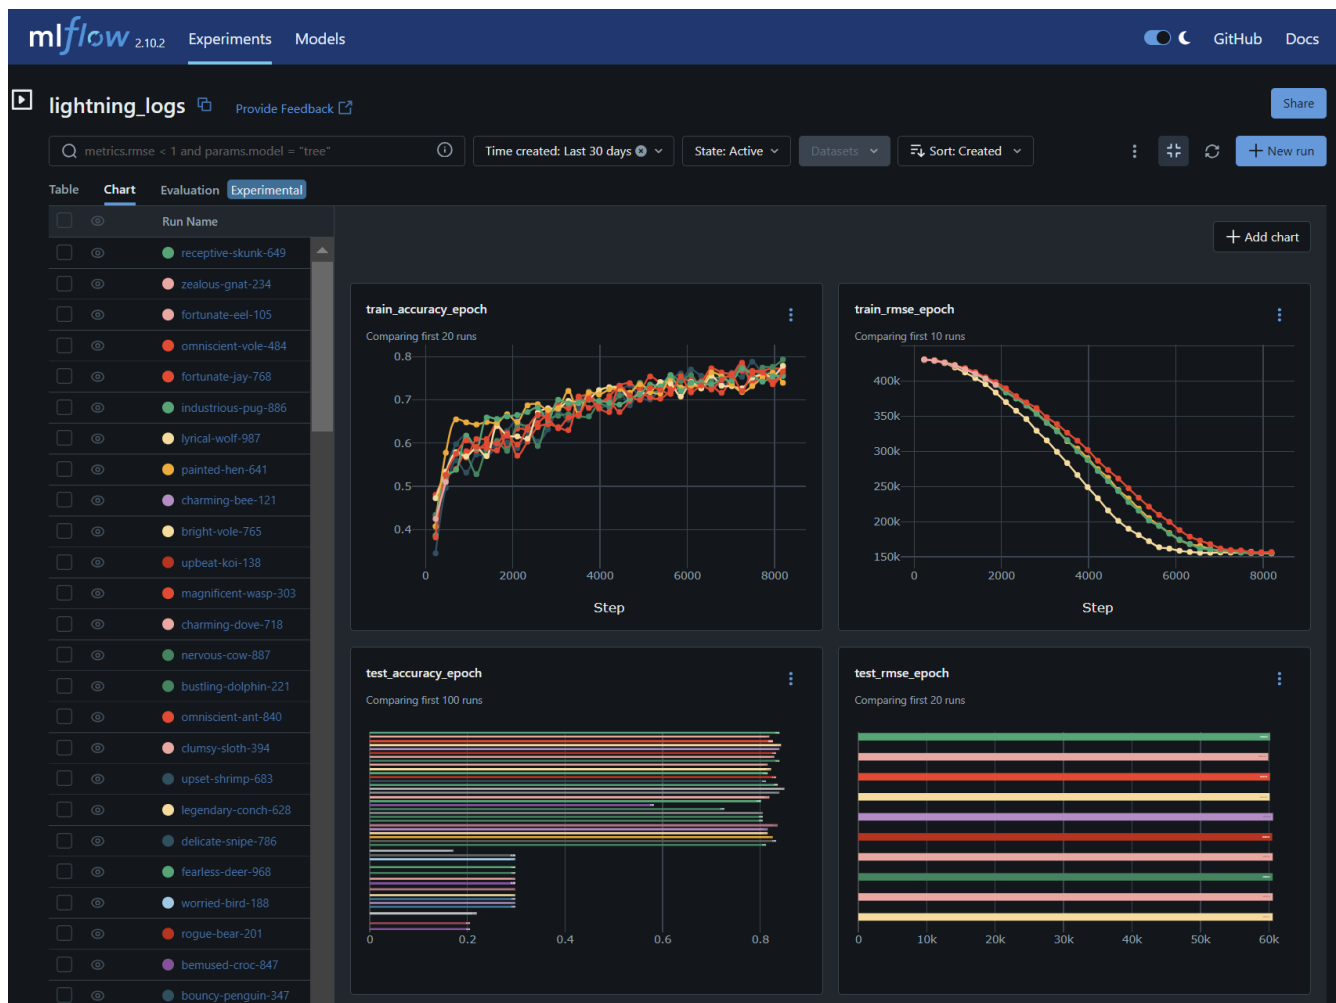 mlflow 2.10.2 Experiments Models GitHub Docs
lightning_logs Provide Feedback Share
metrics.rmse < 1 and params.model = "tree" Time created: Last 30 days State: Active Datasets Sort: Created + New run
Table Chart Evaluation Experimental
Run Name
+ Add chart
receptive-skunk-649
zealous-gnat-234
fortunate-eel-105
omniscient-vole-484
fortunate-jay-768
industrious-pug-886
lyrical-wolf-987
painted-hen-641
charming-bee-121
bright-vole-765
upbeat-koi-138
magnificent-wasp-303
charming-dove-718
nervous-cow-887
bustling-dolphin-221
omniscient-ant-840
clumsy-sloth-394
upset-shrimp-683
legendary-conch-628
delicate-snipe-786
fearless-deer-968
worried-bird-188
rogue-bear-201
bemused-croc-847
bouncy-penguin-347
train_accuracy_epoch
Comparing first 20 runs
0.8
0.7
0.6
0.5
0.4
0 2000 4000 6000 8000
Step
train_rmse_epoch
Comparing first 10 runs
400k
350k
300k
250k
200k
150k
0 2000 4000 6000 8000
Step
test_accuracy_epoch
Comparing first 100 runs
0 0.2 0.4 0.6 0.8
test_rmse_epoch
Comparing first 20 runs
0 10k 20k 30k 40k 50k 60k